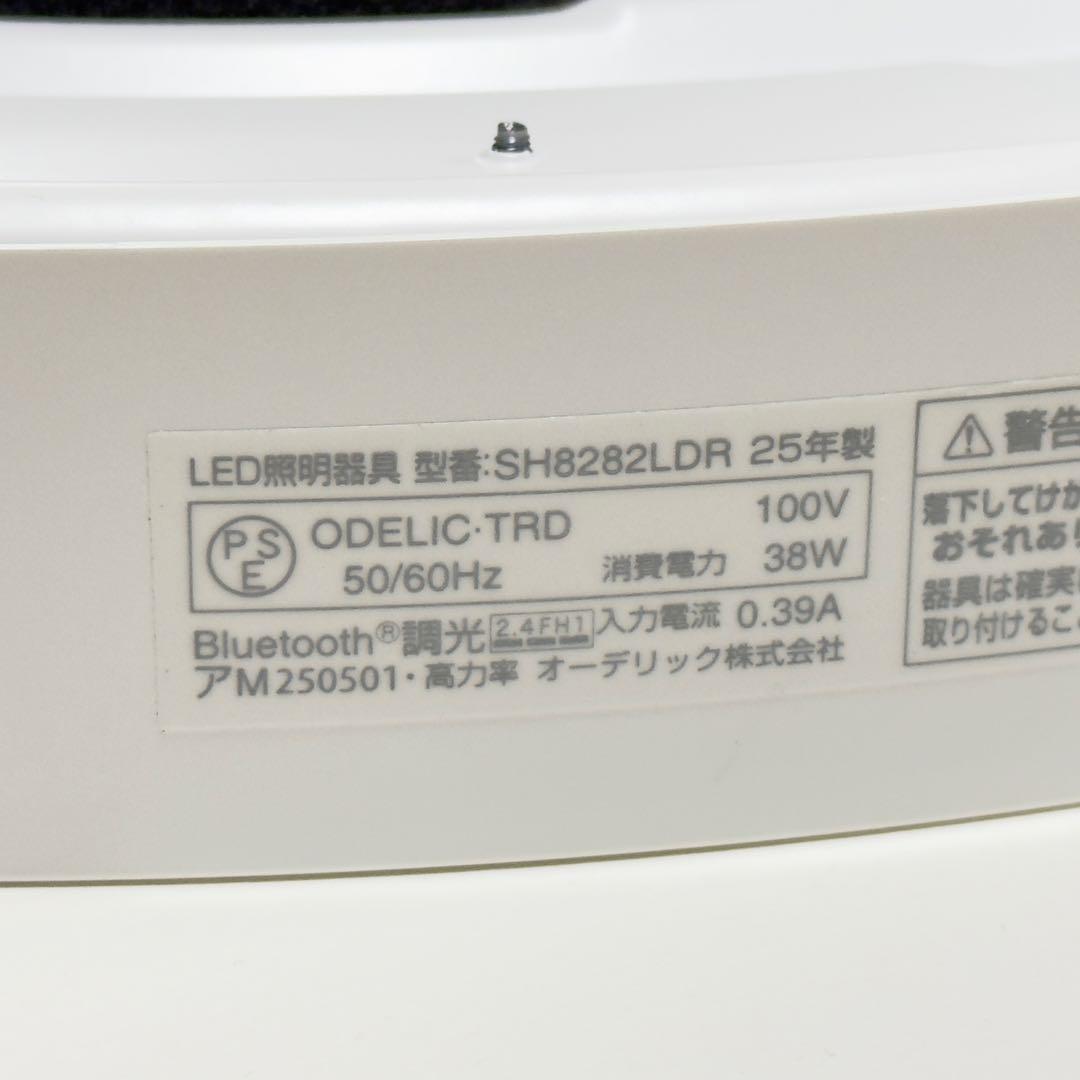 LED照明器具 型番:SH8282LDR 25年製
PSE ODELIC・TRD 100V
50/60Hz 消費電力 38W
Bluetooth®調光 2.4FH1 入力電流 0.39A
アM250501・高力率 オーデリック株式会社
⚠ 警告
落下してけが
おそれあり
器具は確実に
取り付けるこ